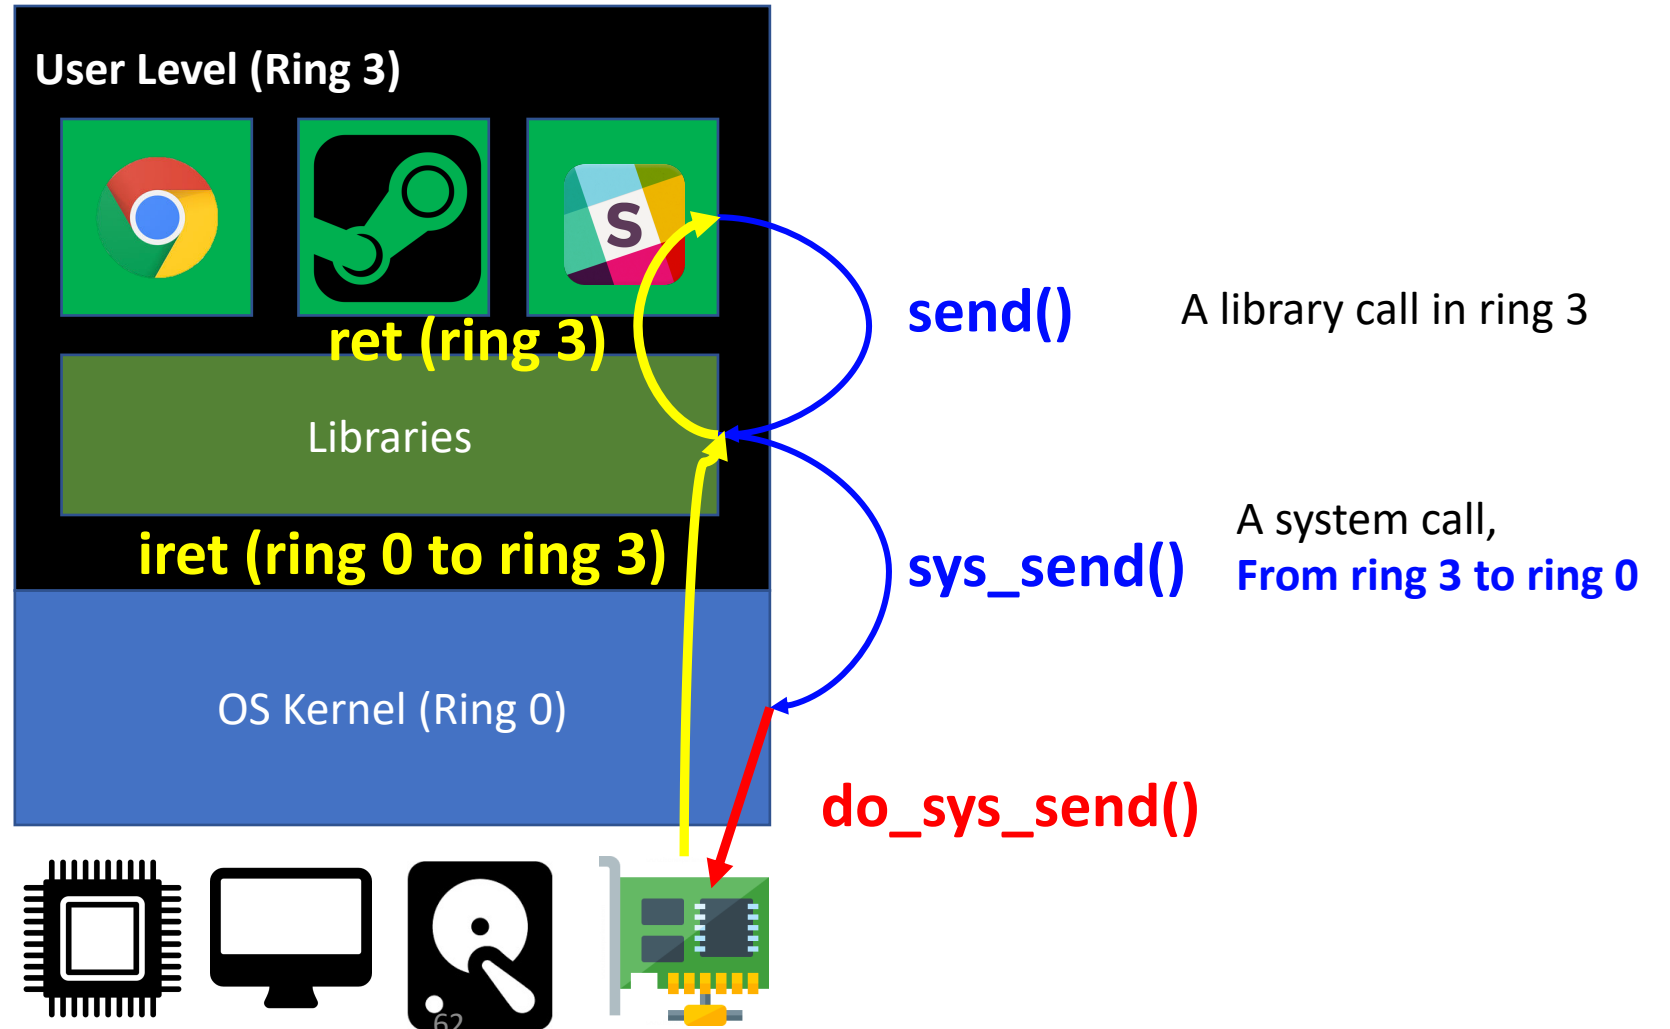 User Level (Ring 3)
S
ret (ring 3)
send()
A library call in ring 3
Libraries
iret (ring 0 to ring 3)
sys_send()
A system call,
From ring 3 to ring 0
OS Kernel (Ring 0)
do_sys_send()
62